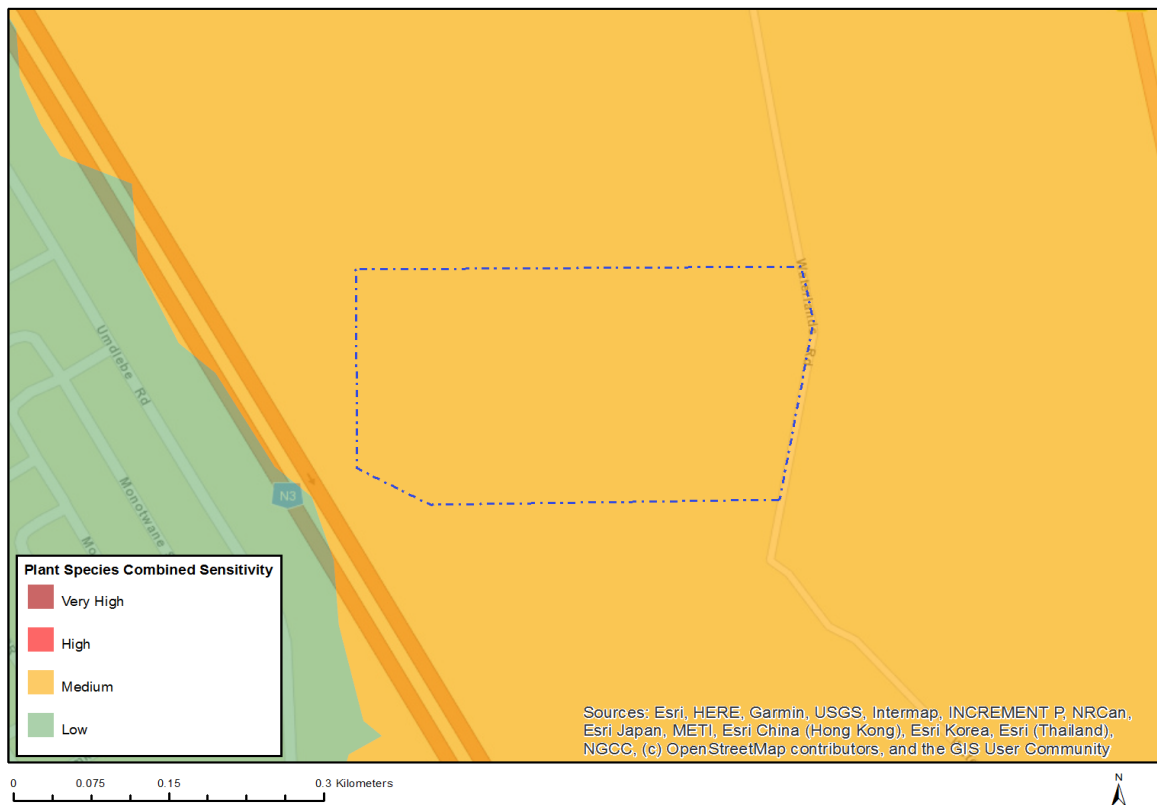 Waterlands Rd
Umdlebe Rd
Monotwane
N3
Plant Species Combined Sensitivity
Very High
High
Medium
Low
Sources: Esri, HERE, Garmin, USGS, Intermap, INCREMENT P, NRCan,
Esri Japan, METI, Esri China (Hong Kong), Esri Korea, Esri (Thailand),
NGCC, (c) OpenStreetMap contributors, and the GIS User Community
0 0.075 0.15 0.3 Kilometers
N